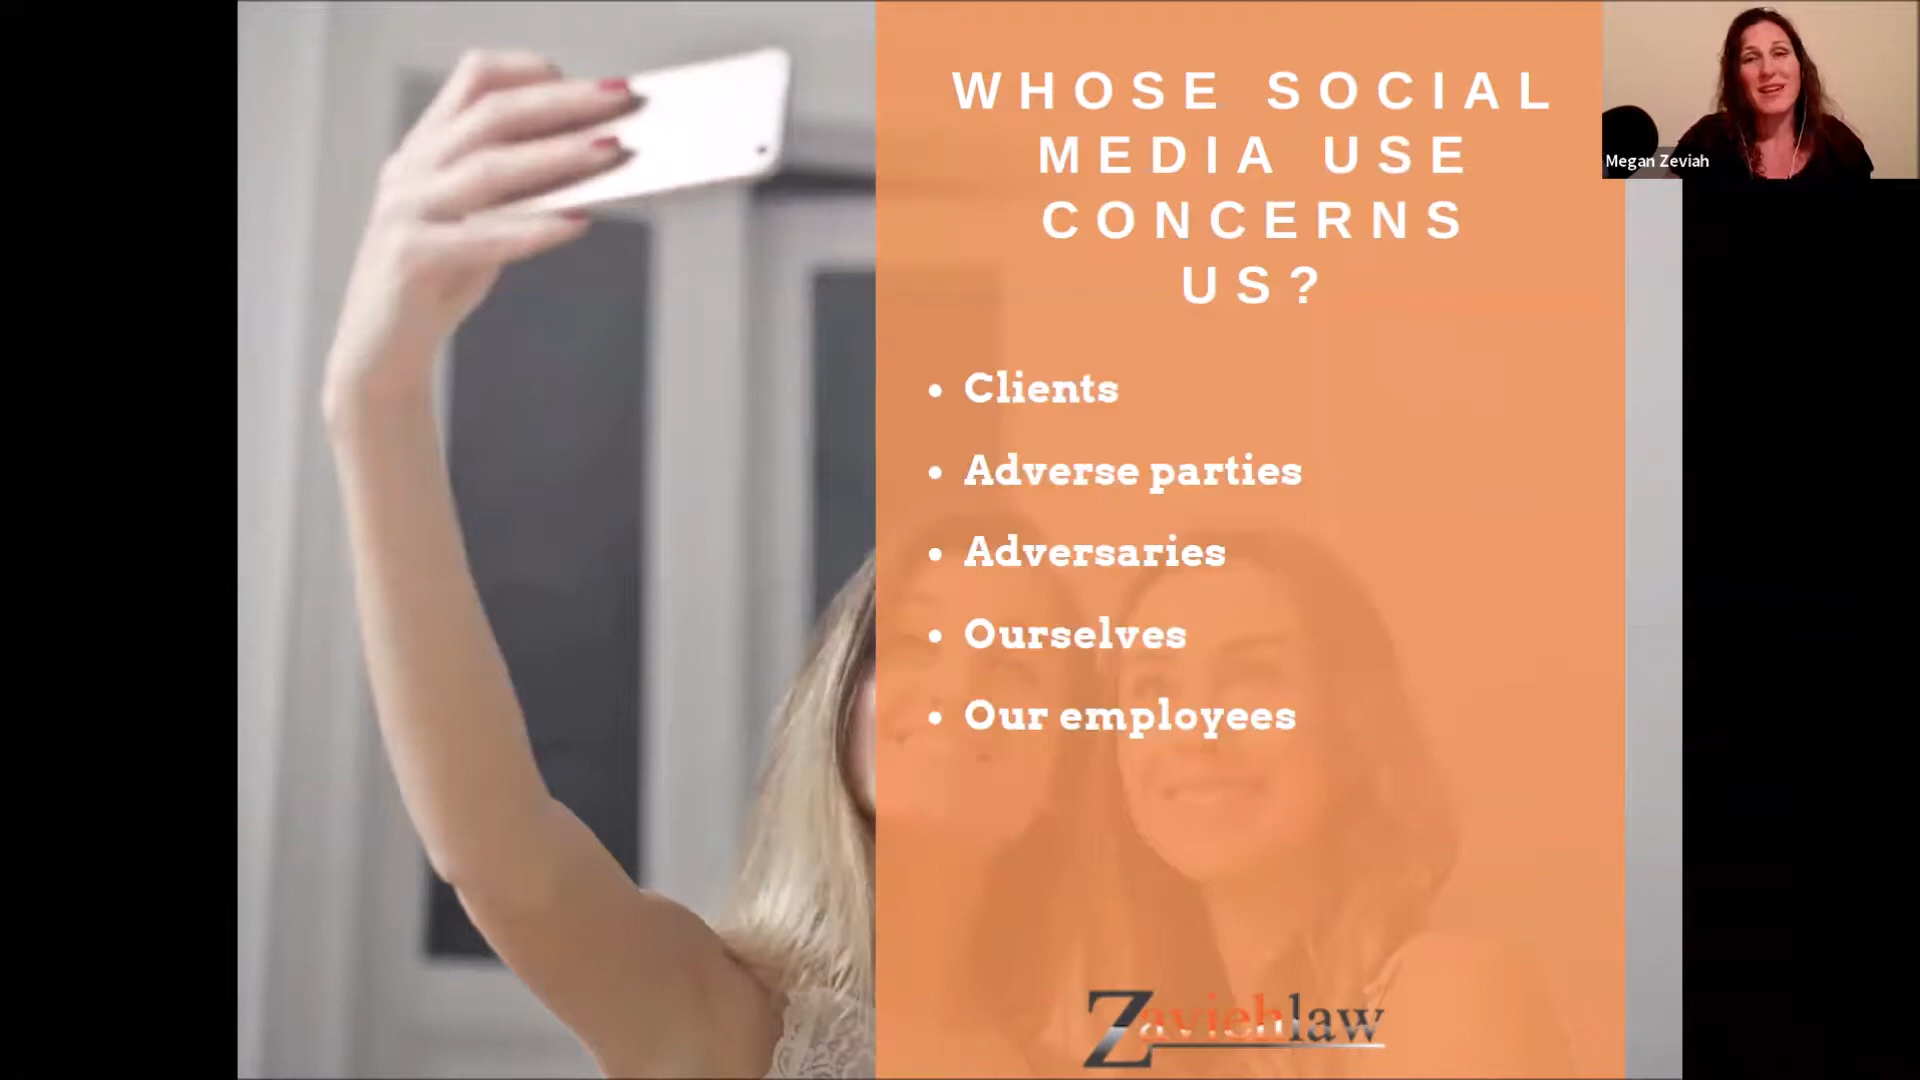 WHOSE SOCIAL
MEDIA USE
CONCERNS
US?
Megan Zeviah
• Clients
• Adverse parties
• Adversaries
• Ourselves
• Our employees
Zaviehlaw